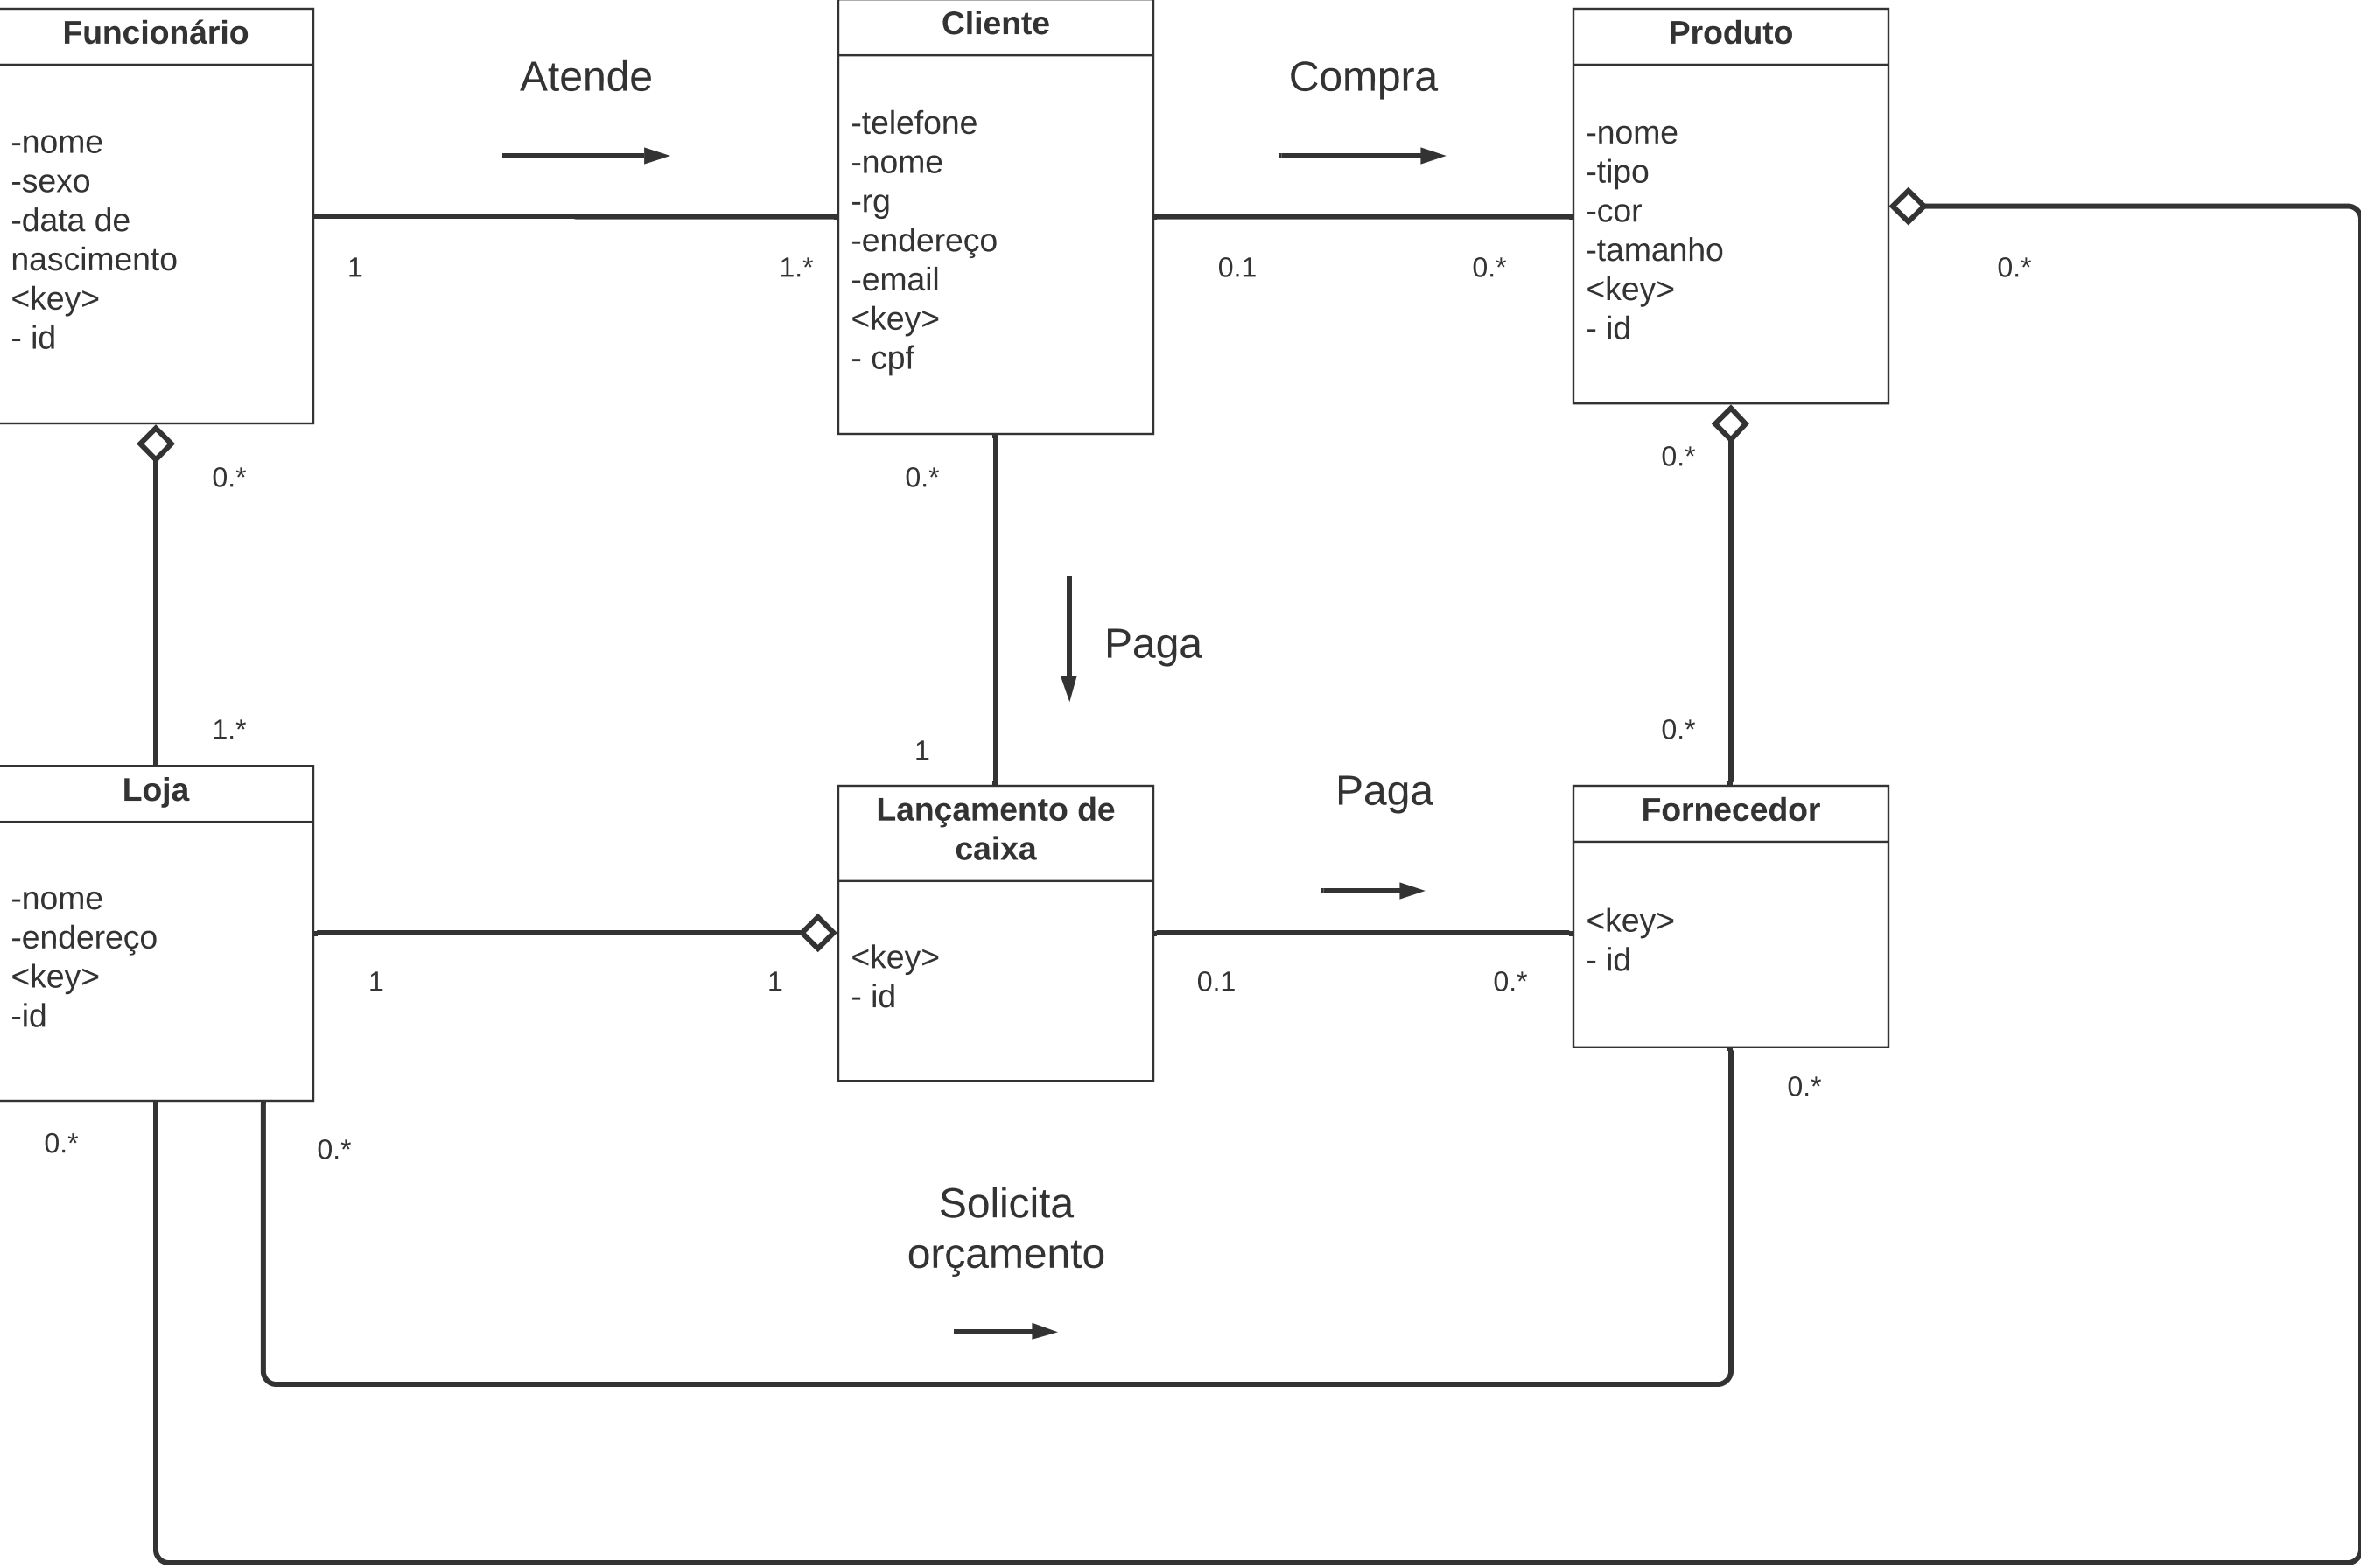 Funcionário
-nome
-sexo
-data de
nascimento
<key>
- id
Atende
1
1.*
Cliente
-telefone
-nome
-rg
-endereço
-email
<key>
- cpf
Compra
0.1
0.*
Produto
-nome
-tipo
-cor
-tamanho
<key>
- id
0.*
0.*
0.*
0.*
Paga
1.*
1
0.*
Loja
-nome
-endereço
<key>
-id
1
1
Lançamento de
caixa
<key>
- id
Paga
0.1
0.*
Fornecedor
<key>
- id
0.*
0.*
0.*
Solicita
orçamento